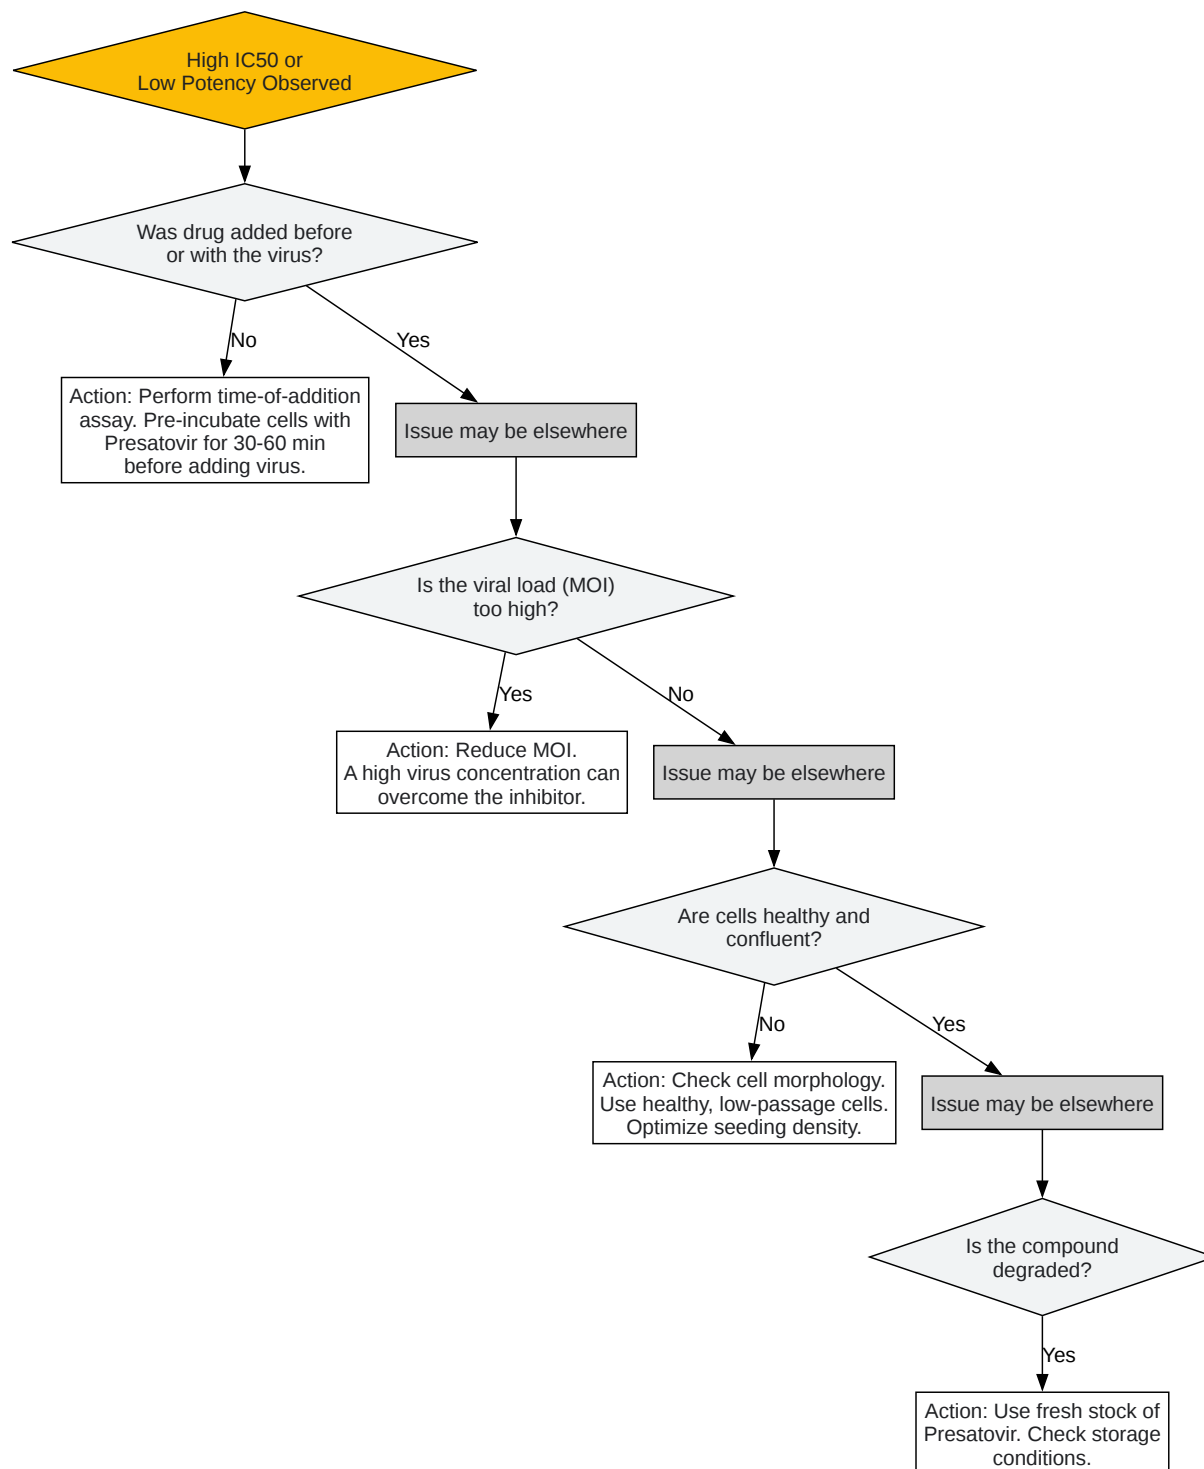 High IC50 or
Low Potency Observed
Was drug added before
or with the virus?
No
Yes
Action: Perform time-of-addition
assay. Pre-incubate cells with
Presatovir for 30-60 min
before adding virus.
Issue may be elsewhere
Is the viral load (MOI)
too high?
Yes
No
Action: Reduce MOI.
A high virus concentration can
overcome the inhibitor.
Issue may be elsewhere
Are cells healthy and
confluent?
No
Yes
Action: Check cell morphology.
Use healthy, low-passage cells.
Optimize seeding density.
Issue may be elsewhere
Is the compound
degraded?
Yes
Action: Use fresh stock of
Presatovir. Check storage
conditions.